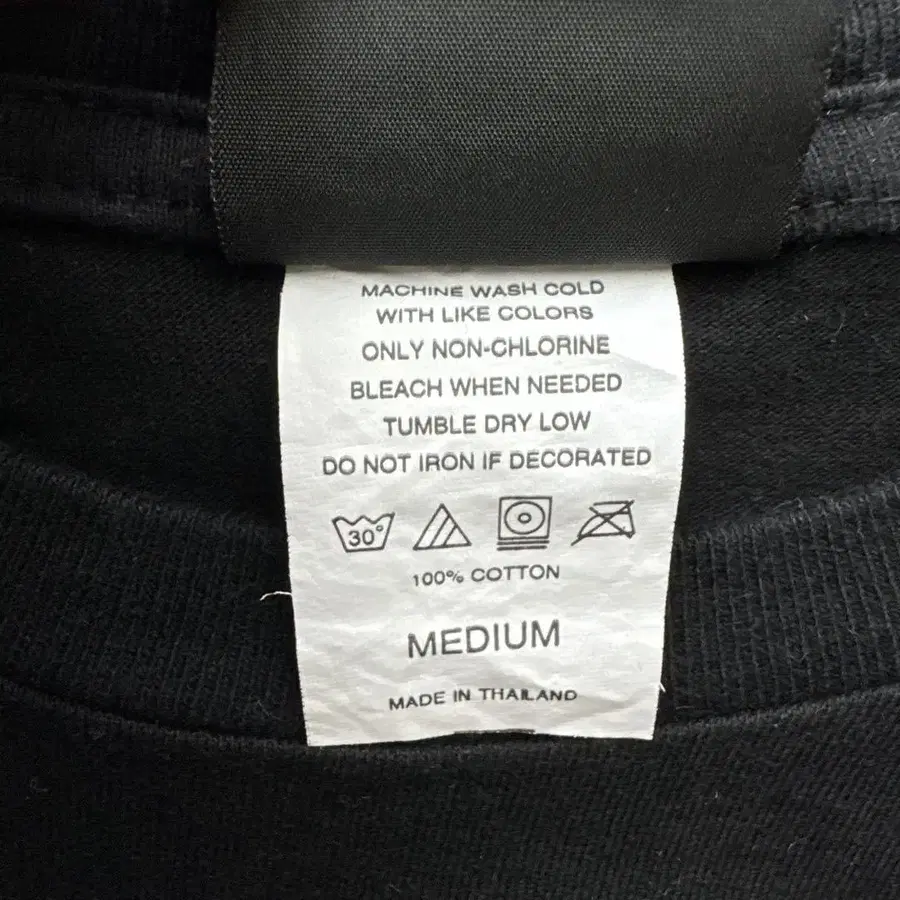 MACHINE WASH COLD
WITH LIKE COLORS
ONLY NON-CHLORINE
BLEACH WHEN NEEDED
TUMBLE DRY LOW
DO NOT IRON IF DECORATED
30°
100% COTTON
MEDIUM
MADE IN THAILAND